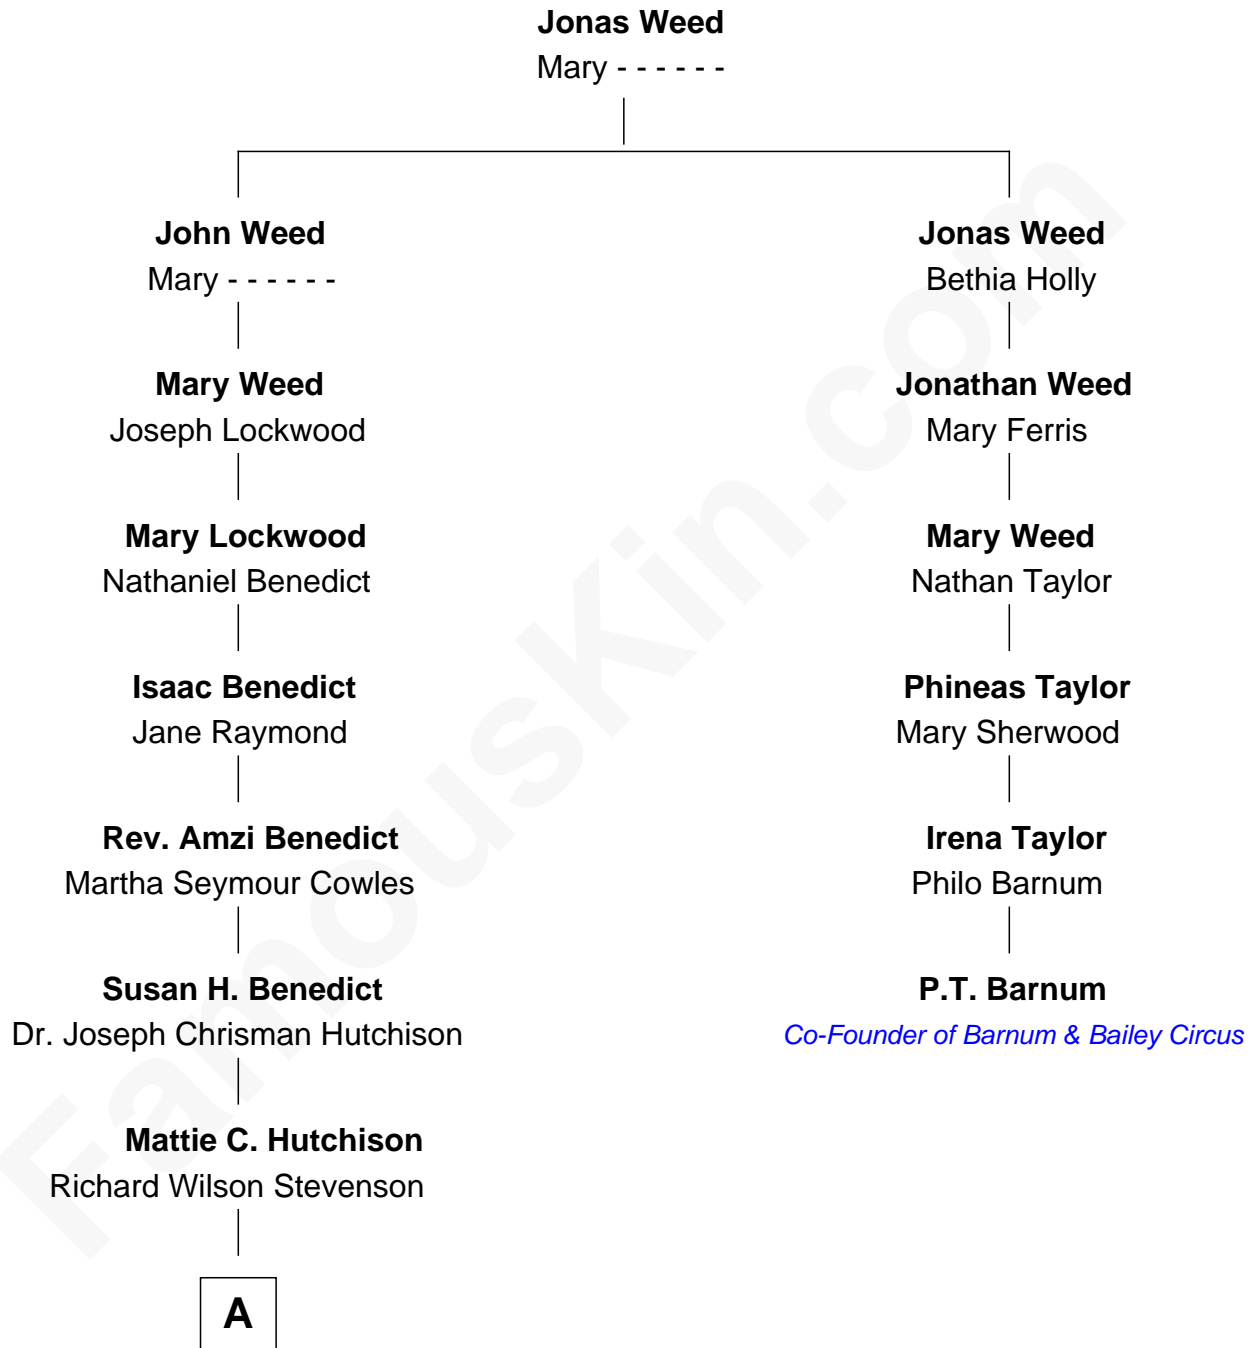 Jonas Weed
Mary - - - - - -
John Weed
Mary - - - - - -
Mary Weed
Joseph Lockwood
Mary Lockwood
Nathaniel Benedict
Isaac Benedict
Jane Raymond
Rev. Amzi Benedict
Martha Seymour Cowles
Susan H. Benedict
Dr. Joseph Chrisman Hutchison
Mattie C. Hutchison
Richard Wilson Stevenson
A
Jonas Weed
Bethia Holly
Jonathan Weed
Mary Ferris
Mary Weed
Nathan Taylor
Phineas Taylor
Mary Sherwood
Irena Taylor
Philo Barnum
P.T. Barnum
Co-Founder of Barnum & Bailey Circus
FamousKin.com